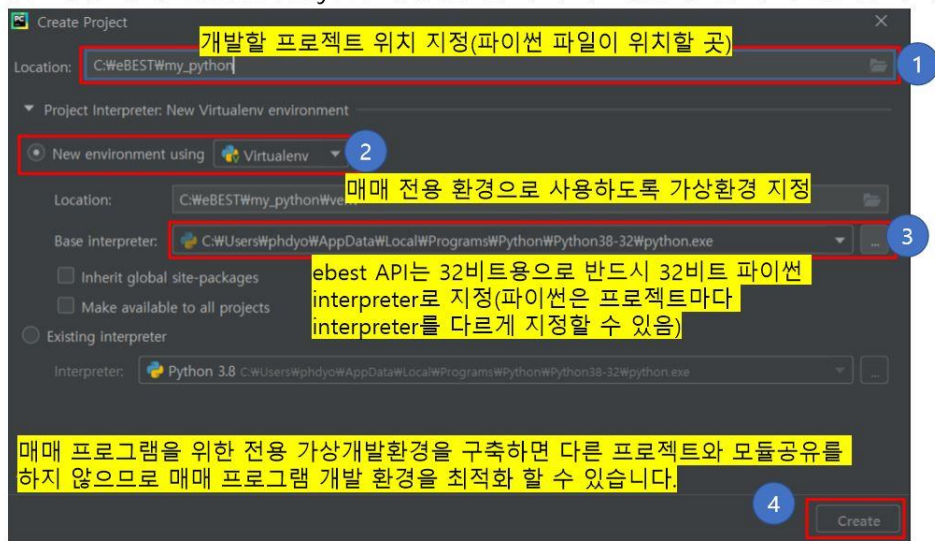 Create Project
개발할 프로젝트 위치 지정(파이썬 파일이 위치할 곳)
Location: C:₩eBEST₩my_python
1
Project Interpreter: New Virtualenv environment
New environment using Virtualenv 2
매매 전용 환경으로 사용하도록 가상환경 지정
Location: C:₩eBEST₩my_python₩
Base interpreter: C:₩Users₩phdyo₩AppData₩Local₩Programs₩Python₩Python38-32₩python.exe ... 3
Inherit global site-packages
Make available to all projects
ebest API는 32비트용으로 반드시 32비트 파이썬
interpreter로 지정(파이썬은 프로젝트마다
interpreter를 다르게 지정할 수 있음)
Existing interpreter
Interpreter: Python 3.8 C:₩Users₩phdyo₩AppData₩Local₩Programs₩Python₩Python38-32₩python.exe ...
매매 프로그램을 위한 전용 가상개발환경을 구축하면 다른 프로젝트와 모듈공유를
하지 않으므로 매매 프로그램 개발 환경을 최적화 할 수 있습니다.
4
Create